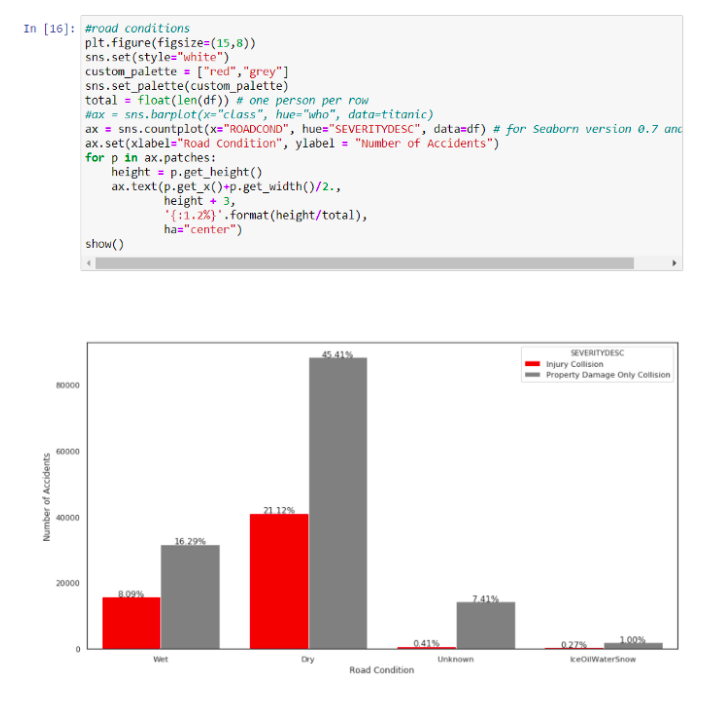 In [16]: #road conditions
plt.figure(figsize=(15,8))
sns.set(style="white")
custom_palette = ["red","grey"]
sns.set_palette(custom_palette)
total = float(len(df)) # one person per row
#ax = sns.barplot(x="class", hue="who", data=titanic)
ax = sns.countplot(x="ROADCOND", hue="SEVERITYDESC", data=df) # for Seaborn version 0.7 and
ax.set(xlabel="Road Condition", ylabel = "Number of Accidents")
for p in ax.patches:
    height = p.get_height()
    ax.text(p.get_x()+p.get_width()/2.,
            height + 3,
            '{:1.2%}'.format(height/total),
            ha="center")
show()
45.41%
SEVERITYDESC
Injury Collision
Property Damage Only Collision
80000
60000
40000
20000
0
Number of Accidents
21.12%
16.29%
8.09%
7.41%
0.41%
0.27%
1.00%
Wet
Dry
Unknown
IceOilWaterSnow
Road Condition